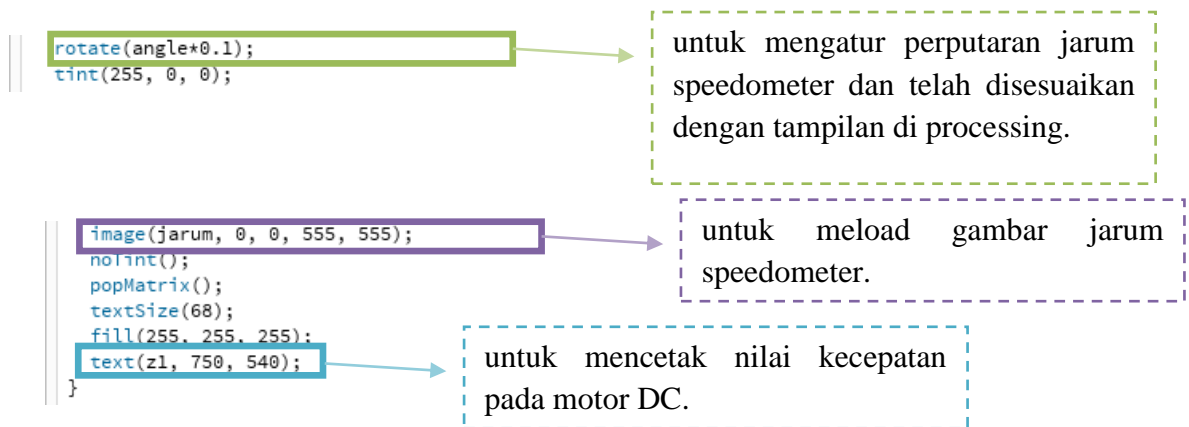 rotate(angle*0.1);
tint(255, 0, 0);
untuk mengatur perputaran jarum
speedometer dan telah disesuaikan
dengan tampilan di processing.
image(jarum, 0, 0, 555, 555);
noTint();
popMatrix();
textSize(68);
fill(255, 255, 255);
text(z1, 750, 540);
}
untuk meload gambar jarum
speedometer.
untuk mencetak nilai kecepatan
pada motor DC.